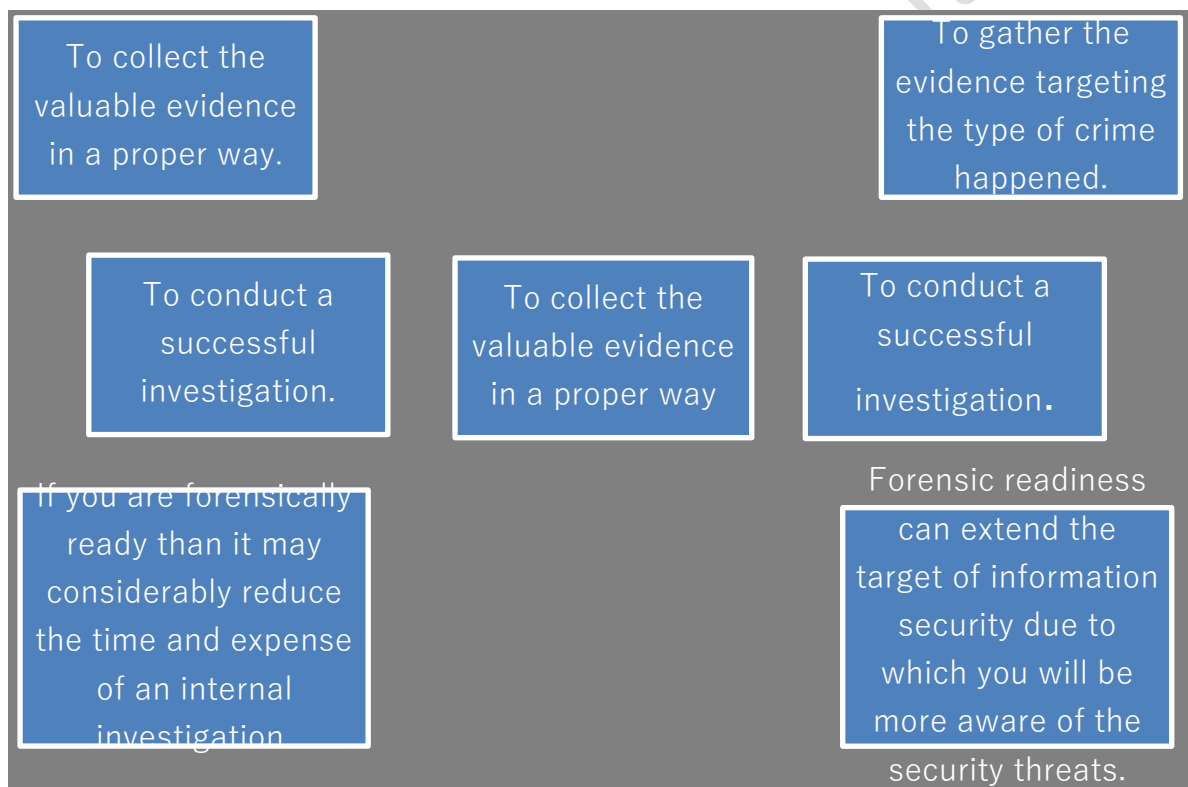 To collect the
valuable evidence
in a proper way.
To gather the
evidence targeting
the type of crime
happened.
To conduct a
successful
investigation.
To collect the
valuable evidence
in a proper way
To conduct a
successful
investigation.
If you are forensically
ready than it may
considerably reduce
the time and expense
of an internal
investigation
Forensic readiness
can extend the
target of information
security due to
which you will be
more aware of the
security threats.